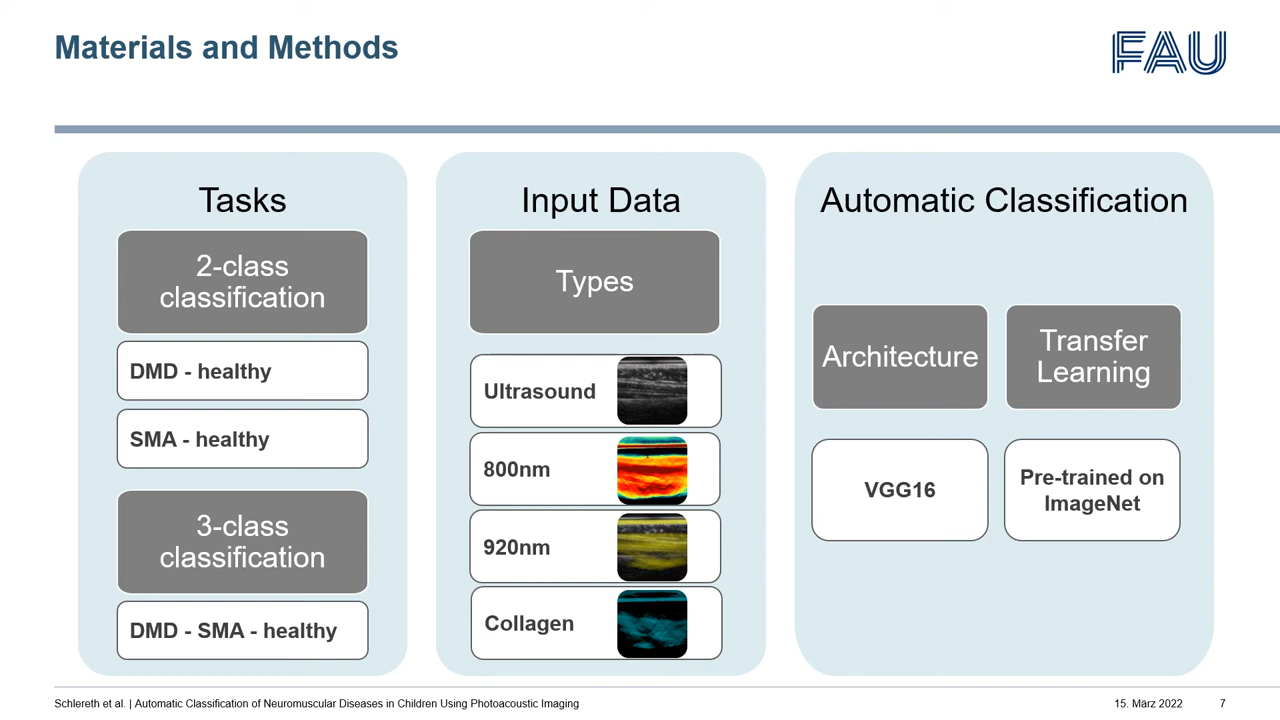 Materials and Methods
FAU
Tasks
2-class
classification
DMD - healthy
SMA - healthy
3-class
classification
DMD - SMA - healthy
Input Data
Types
Ultrasound
800nm
920nm
Collagen
Automatic Classification
Architecture
VGG16
Transfer
Learning
Pre-trained on
ImageNet
Schlereth et al. | Automatic Classification of Neuromuscular Diseases in Children Using Photoacoustic Imaging
15. März 2022
7